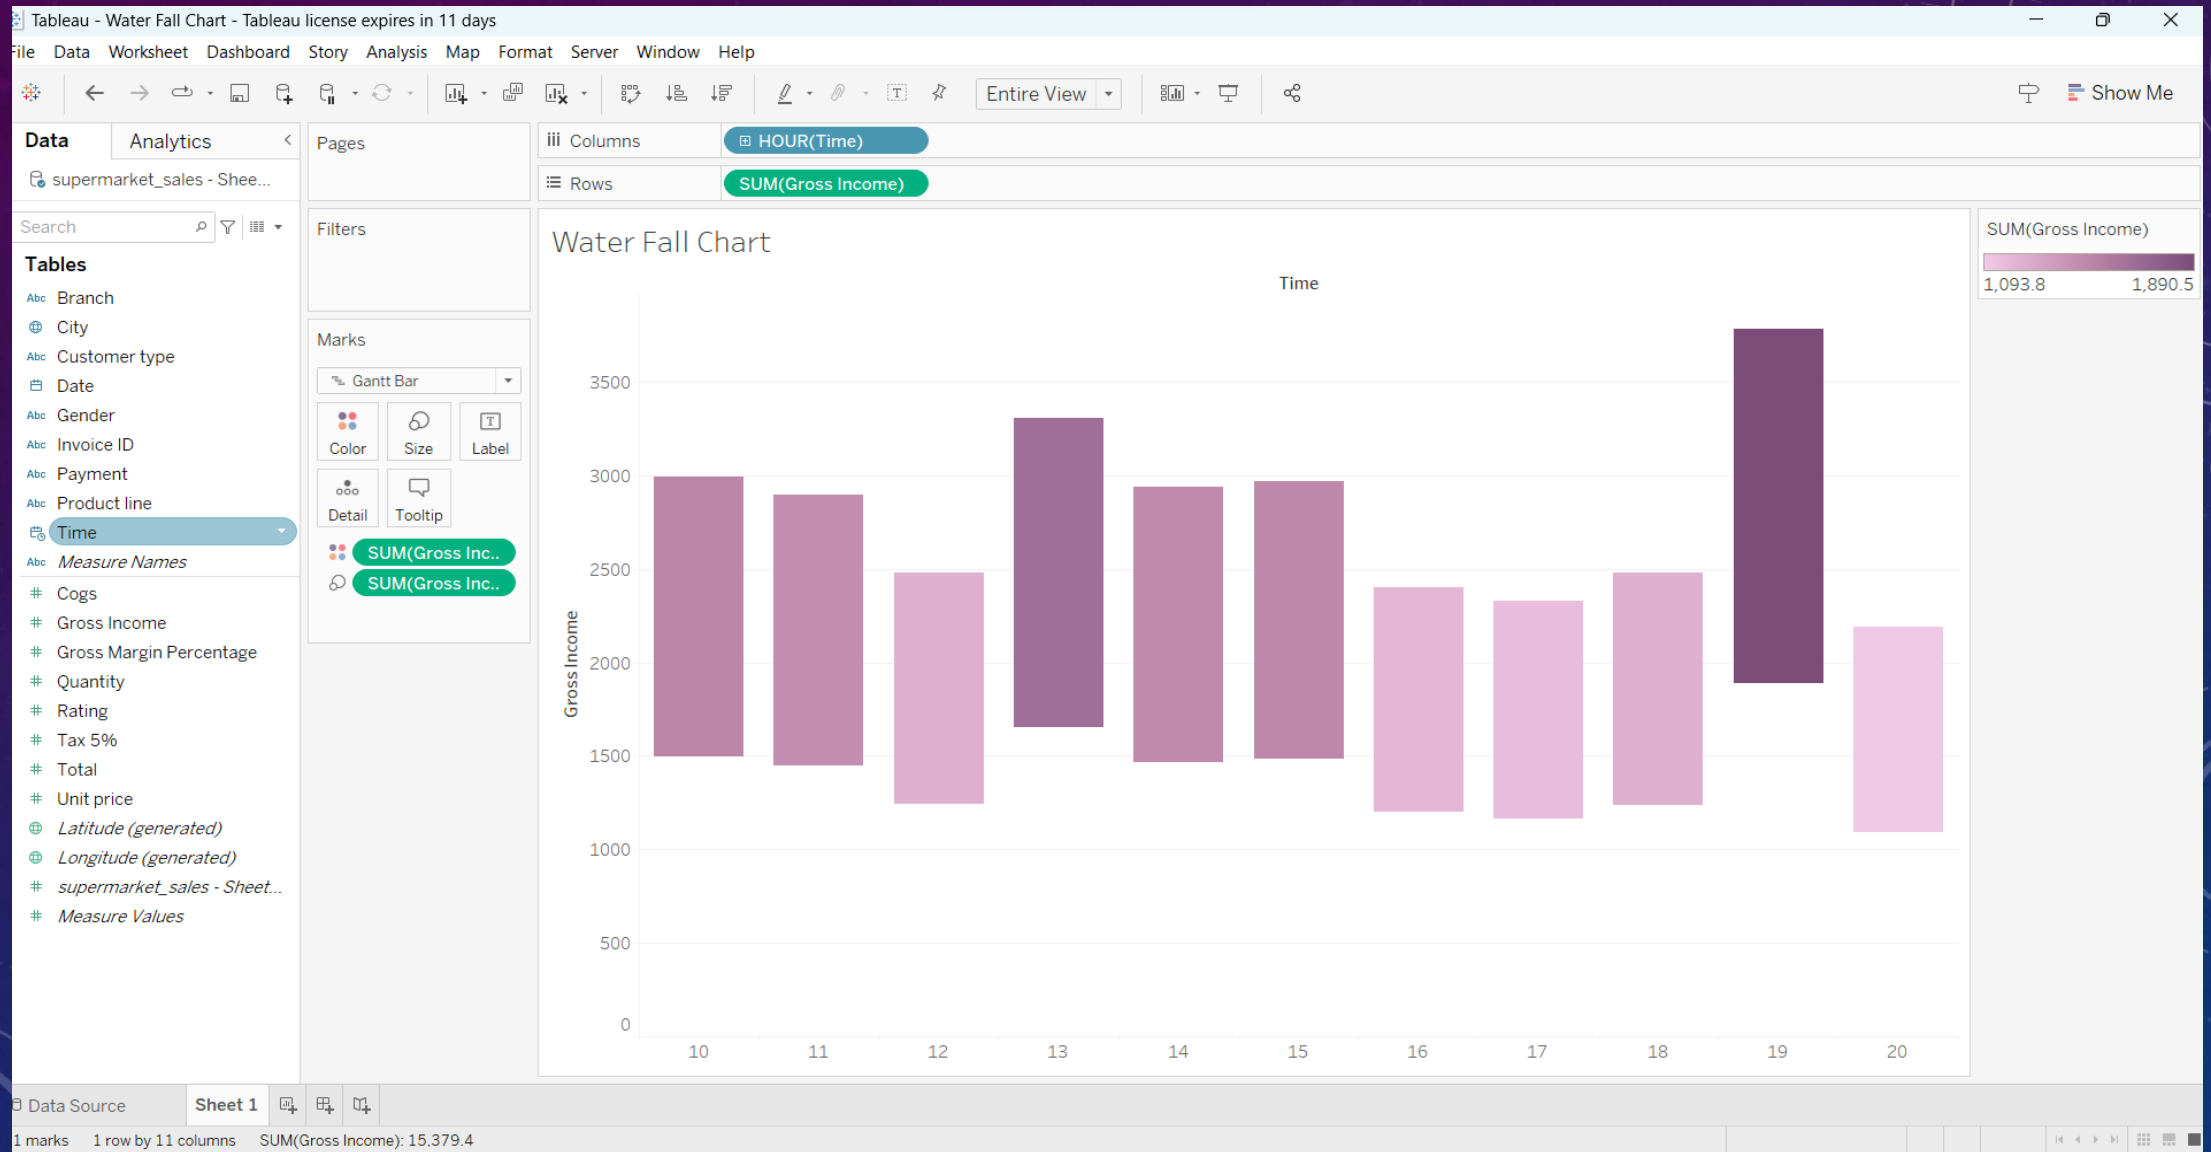 Tableau - Water Fall Chart - Tableau license expires in 11 days
File Data Worksheet Dashboard Story Analysis Map Format Server Window Help
Entire View
Show Me
Data Analytics
supermarket_sales - Shee...
Search
Tables
Abc Branch
City
Abc Customer type
Date
Abc Gender
Abc Invoice ID
Abc Payment
Abc Product line
Time
Abc Measure Names
# Cogs
# Gross Income
# Gross Margin Percentage
# Quantity
# Rating
# Tax 5%
# Total
# Unit price
Latitude (generated)
Longitude (generated)
# supermarket_sales - Sheet...
# Measure Values
Pages
Filters
Marks
Gantt Bar
Color Size Label
Detail Tooltip
SUM(Gross Inc..
SUM(Gross Inc..
Columns HOUR(Time)
Rows SUM(Gross Income)
Water Fall Chart
Time
Gross Income
3500
3000
2500
2000
1500
1000
500
0
10 11 12 13 14 15 16 17 18 19 20
SUM(Gross Income)
1,093.8 1,890.5
Data Source Sheet 1
1 marks 1 row by 11 columns SUM(Gross Income): 15,379.4